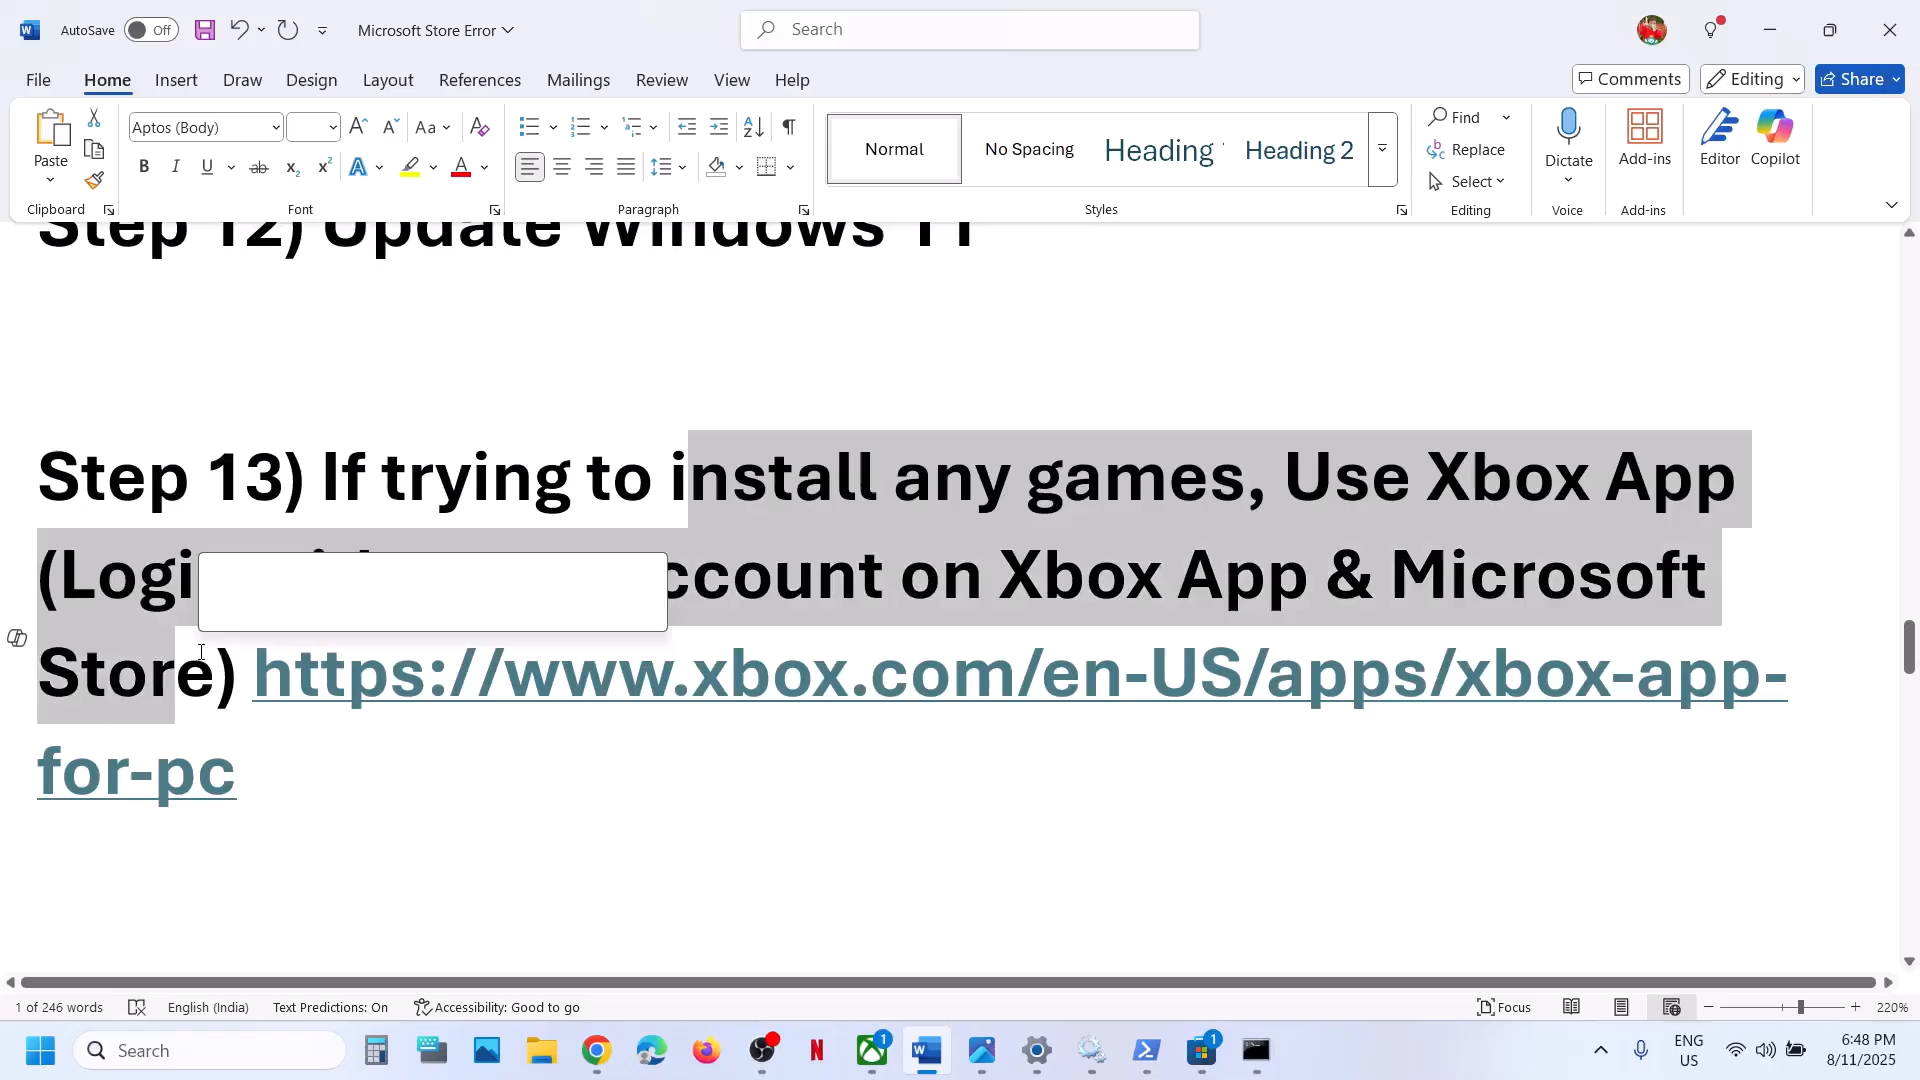 AutoSave Off Microsoft Store Error Search
File Home Insert Draw Design Layout References Mailings Review View Help Comments Editing Share
Paste Aptos (Body) Normal No Spacing Heading Heading 2 Find Replace Select Dictate Add-ins Editor Copilot
Clipboard Font Paragraph Styles Editing Voice Add-ins
Step 12) Update Windows 11
Step 13) If trying to install any games, Use Xbox App
(Logi ccount on Xbox App & Microsoft
Store) https://www.xbox.com/en-US/apps/xbox-app-
for-pc
1 of 246 words English (India) Text Predictions: On Accessibility: Good to go Focus 220%
Search ENG US 6:48 PM 8/11/2025